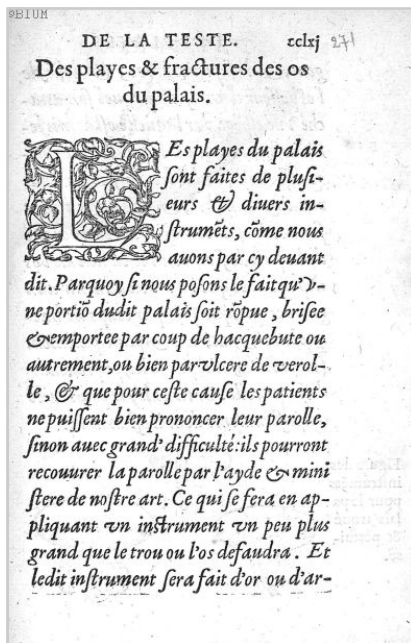 ©BIUM
DE LA TESTE. cclxj 271
Des playes & fractures des os
du palais.
LEs playes du palais
sont faites de plusi-
eurs & diuers in-
strumẽts, cõme nous
auons par cy deuant
dit. Parquoy si nous posons le fait qu'v-
ne portiõ dudit palais soit rõpue, brisee
& emportee par coup de hacquebute ou
autrement, ou bien par vlcere de verol-
le, & que pour ceste cause les patients
ne puissent bien prononcer leur parolle,
sinon auec grand' difficulté: ils pourront
recouurer la parolle par l'ayde & mini
stere de nostre art. Ce qui se fera en ap-
pliquant vn instrument vn peu plus
grand que le trou ou l'os defaudra. Et
ledit instrument sera fait d'or ou d'ar-